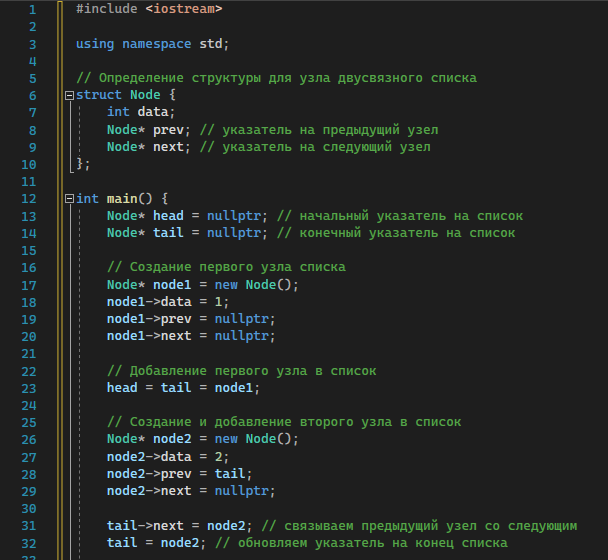 1 #include <iostream>
2
3 using namespace std;
4
5 // Определение структуры для узла двусвязного списка
6 struct Node {
7 int data;
8 Node* prev; // указатель на предыдущий узел
9 Node* next; // указатель на следующий узел
10 };
11
12 int main() {
13 Node* head = nullptr; // начальный указатель на список
14 Node* tail = nullptr; // конечный указатель на список
15
16 // Создание первого узла списка
17 Node* node1 = new Node();
18 node1->data = 1;
19 node1->prev = nullptr;
20 node1->next = nullptr;
21
22 // Добавление первого узла в список
23 head = tail = node1;
24
25 // Создание и добавление второго узла в список
26 Node* node2 = new Node();
27 node2->data = 2;
28 node2->prev = tail;
29 node2->next = nullptr;
30
31 tail->next = node2; // связываем предыдущий узел со следующим
32 tail = node2; // обновляем указатель на конец списка